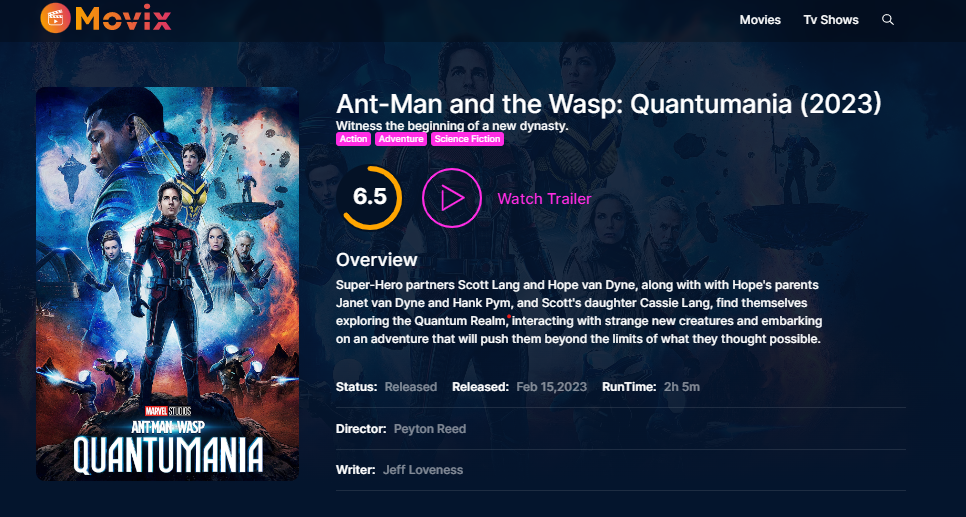 Movix
Movies
Tv Shows
Ant-Man and the Wasp: Quantumania (2023)
Witness the beginning of a new dynasty.
Action Adventure Science Fiction
6.5
Watch Trailer
Overview
Super-Hero partners Scott Lang and Hope van Dyne, along with with Hope's parents
Janet van Dyne and Hank Pym, and Scott's daughter Cassie Lang, find themselves
exploring the Quantum Realm, interacting with strange new creatures and embarking
on an adventure that will push them beyond the limits of what they thought possible.
Status: Released Released: Feb 15,2023 RunTime: 2h 5m
Director: Peyton Reed
Writer: Jeff Loveness
MARVEL STUDIOS
ANT-MAN WASP
QUANTUMANIA